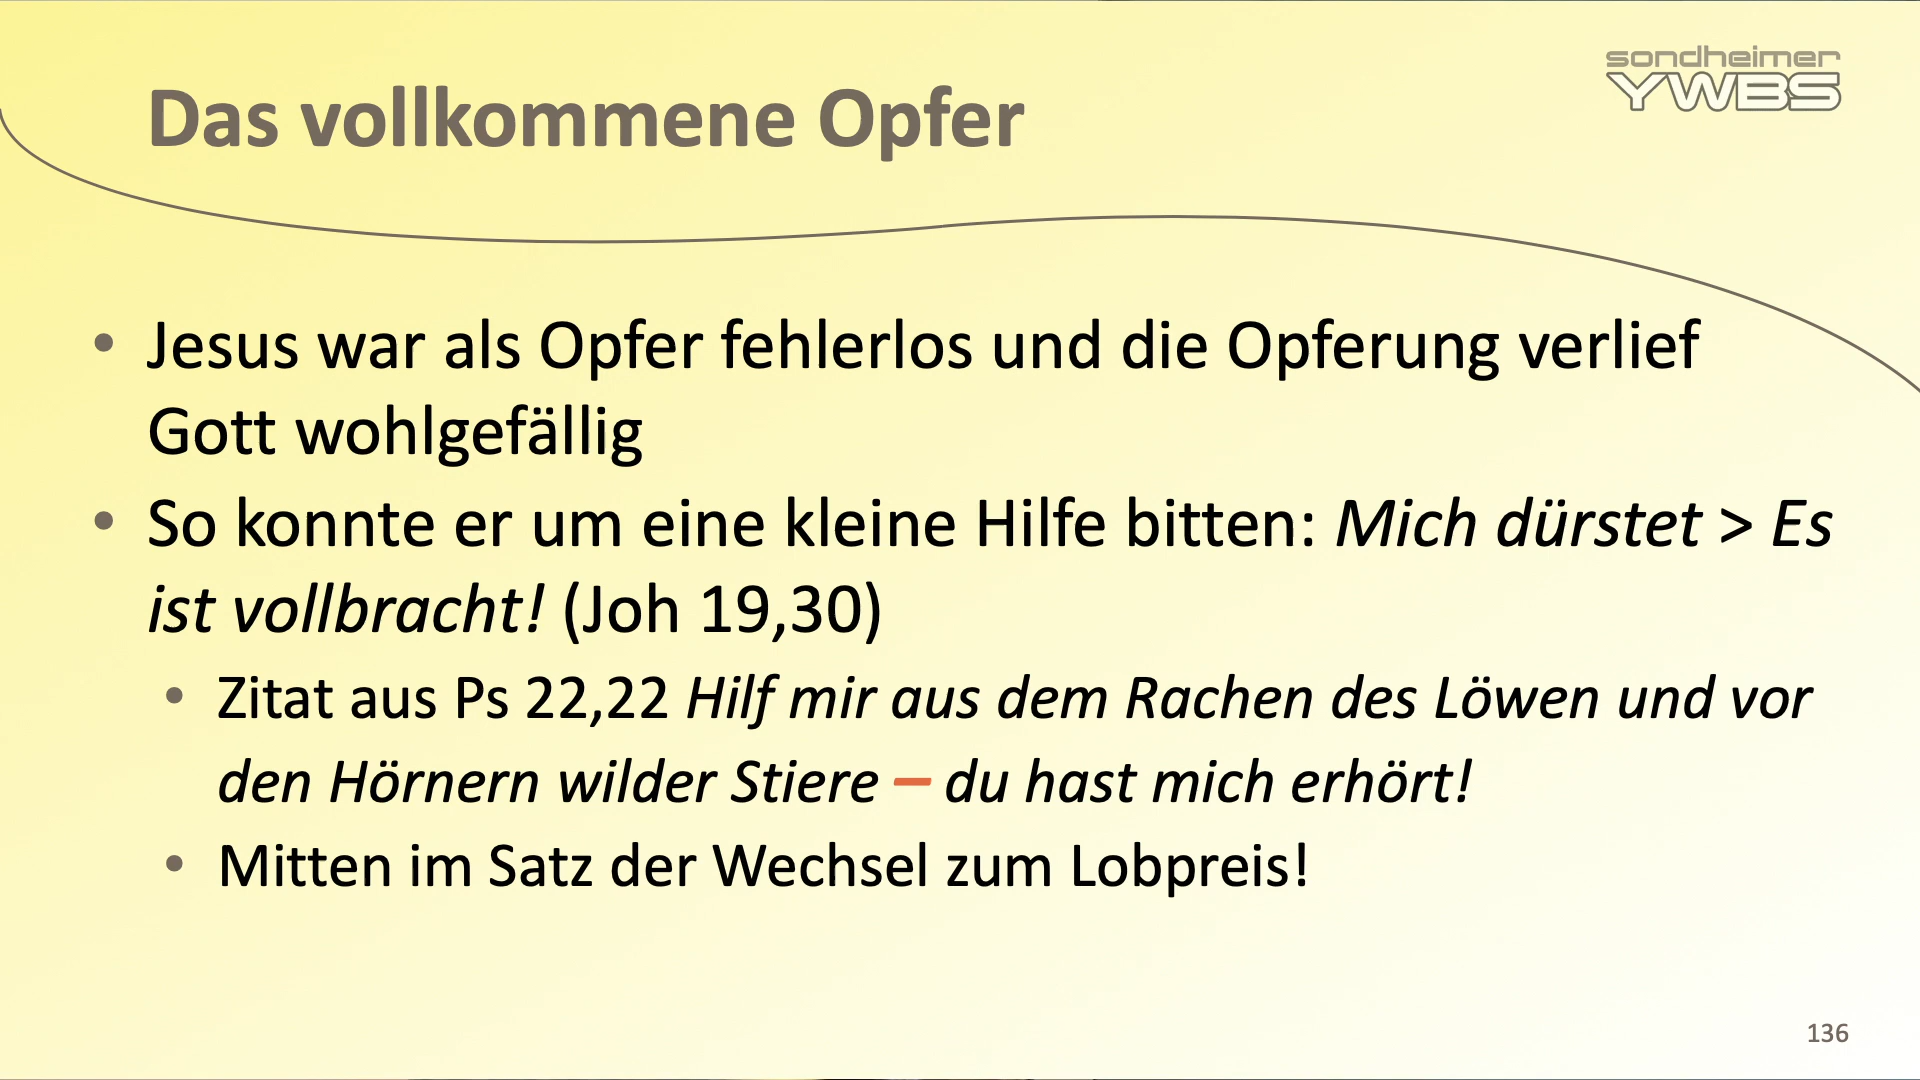 sondheimer
YWBS
Das vollkommene Opfer
• Jesus war als Opfer fehlerlos und die Opferung verlief
Gott wohlgefällig
• So konnte er um eine kleine Hilfe bitten: Mich dürstet > Es
ist vollbracht! (Joh 19,30)
• Zitat aus Ps 22,22 Hilf mir aus dem Rachen des Löwen und vor
den Hörnern wilder Stiere – du hast mich erhört!
• Mitten im Satz der Wechsel zum Lobpreis!
136